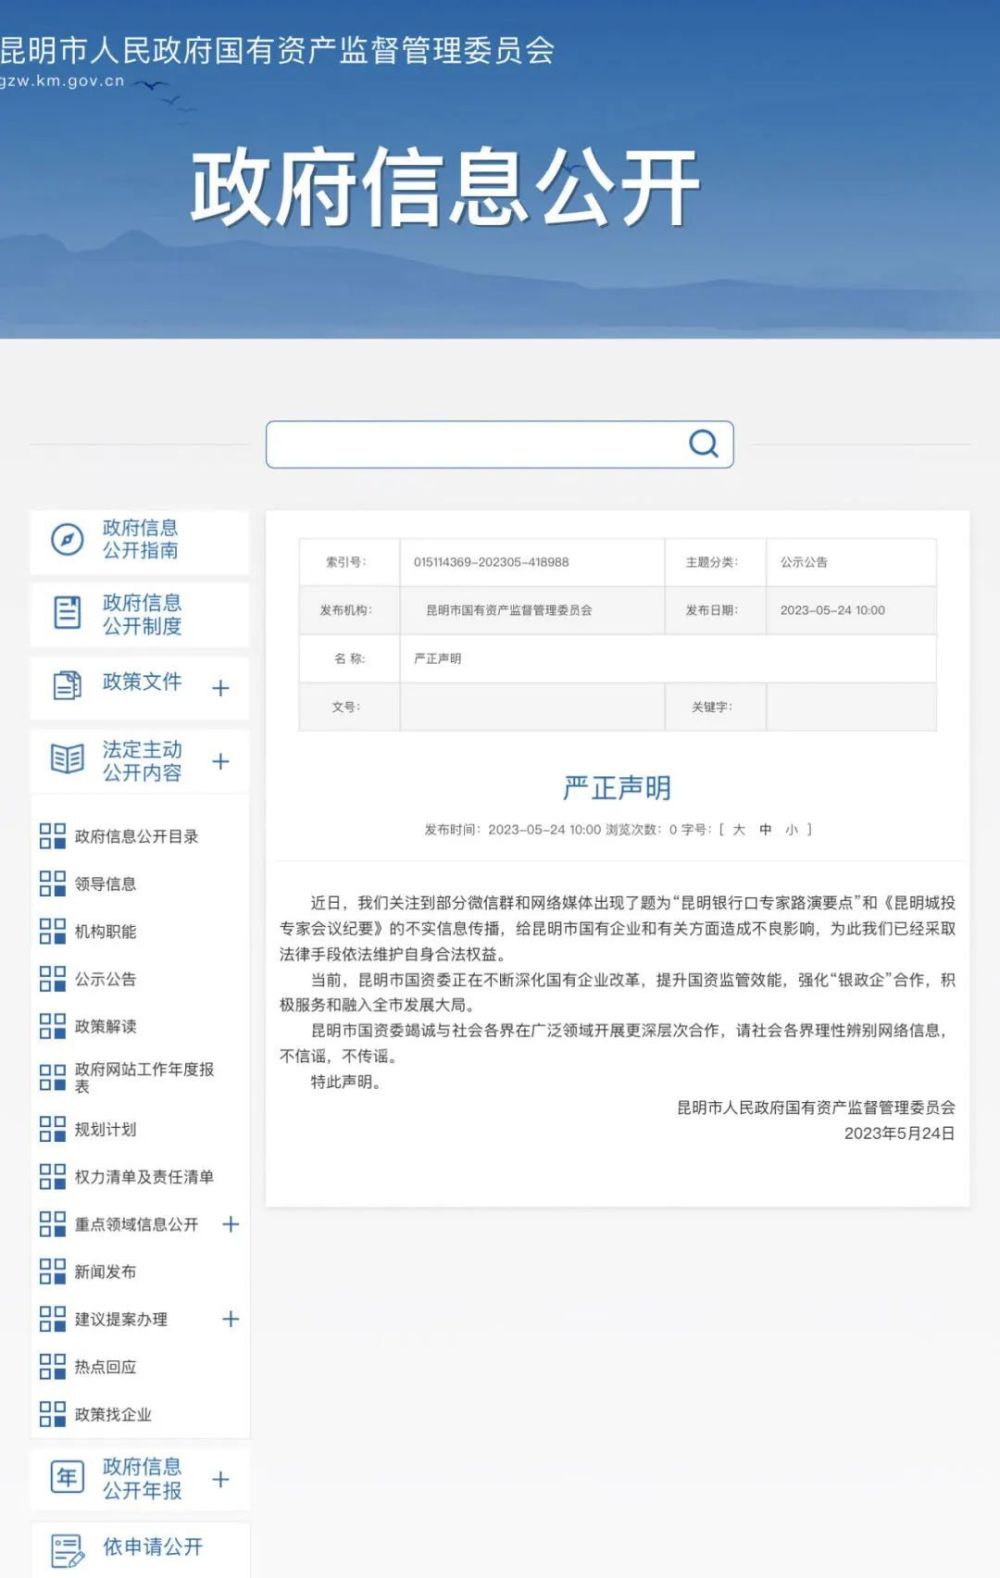 昆明市人民政府国有资产监督管理委员会
gzw.km.gov.cn
政府信息公开
政府信息
公开指南
政府信息
公开制度
政策文件
法定主动
公开内容
政府信息公开目录
领导信息
机构职能
公示公告
政策解读
政府网站工作年度报
表
规划计划
权力清单及责任清单
重点领域信息公开
新闻发布
建议提案办理
热点回应
政策找企业
年
政府信息
公开年报
依申请公开
索引号： 015114369-202305-418988 主题分类： 公示公告
发布机构： 昆明市国有资产监督管理委员会 发布日期： 2023-05-24 10:00
名 称： 严正声明
文号： 关键字：
严正声明
发布时间：2023-05-24 10:00 浏览次数：0 字号：[ 大 中 小 ]
近日，我们关注到部分微信群和网络媒体出现了题为“昆明银行口专家路演要点”和《昆明城投
专家会议纪要》的不实信息传播，给昆明市国有企业和有关方面造成不良影响，为此我们已经采取
法律手段依法维护自身合法权益。
当前，昆明市国资委正在不断深化国有企业改革，提升国资监管效能，强化“银政企”合作，积
极服务和融入全市发展大局。
昆明市国资委竭诚与社会各界在广泛领域开展更深层次合作，请社会各界理性辨别网络信息，
不信谣，不传谣。
特此声明。
昆明市人民政府国有资产监督管理委员会
2023年5月24日